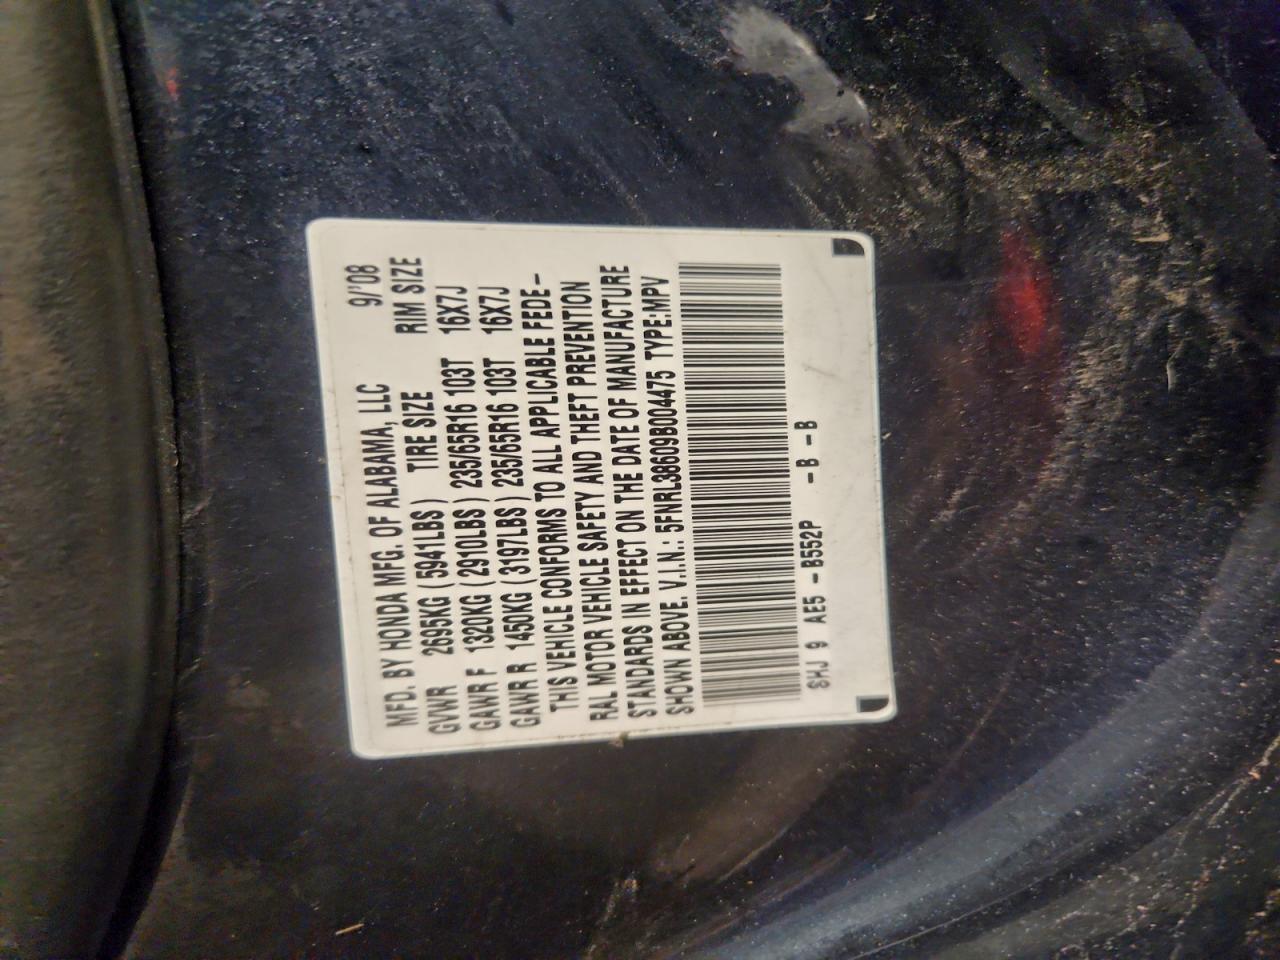 MFD. BY HONDA MFG. OF ALABAMA, LLC 9/'08
GVWR 2695KG ( 5941LBS ) TIRE SIZE RIM SIZE
GAWR F 1320KG ( 2910LBS ) 235/65R16 103T 16X7J
GAWR R 1450KG ( 3197LBS ) 235/65R16 103T 16X7J
THIS VEHICLE CONFORMS TO ALL APPLICABLE FEDE-
RAL MOTOR VEHICLE SAFETY AND THEFT PREVENTION
STANDARDS IN EFFECT ON THE DATE OF MANUFACTURE
SHOWN ABOVE. V.I.N.: 5FNRL38609B004475 TYPE:MPV
SHJ 9 AE5 -B552P -B -B